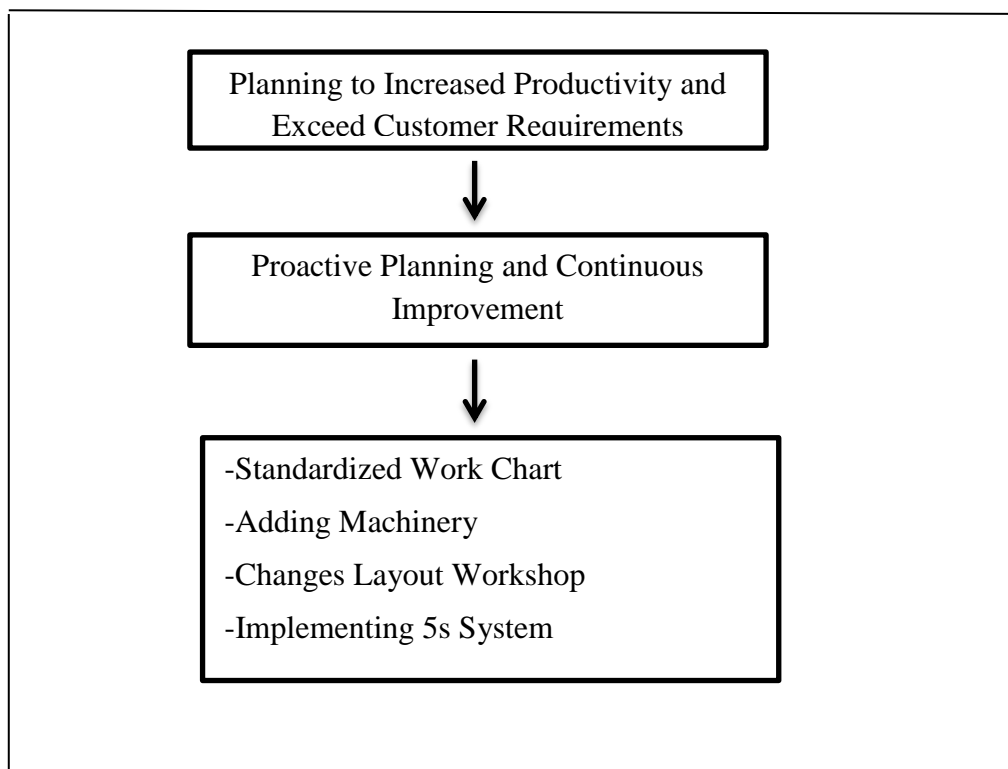 Planning to Increased Productivity and
Exceed Customer Requirements
Proactive Planning and Continuous
Improvement
-Standardized Work Chart
-Adding Machinery
-Changes Layout Workshop
-Implementing 5s System